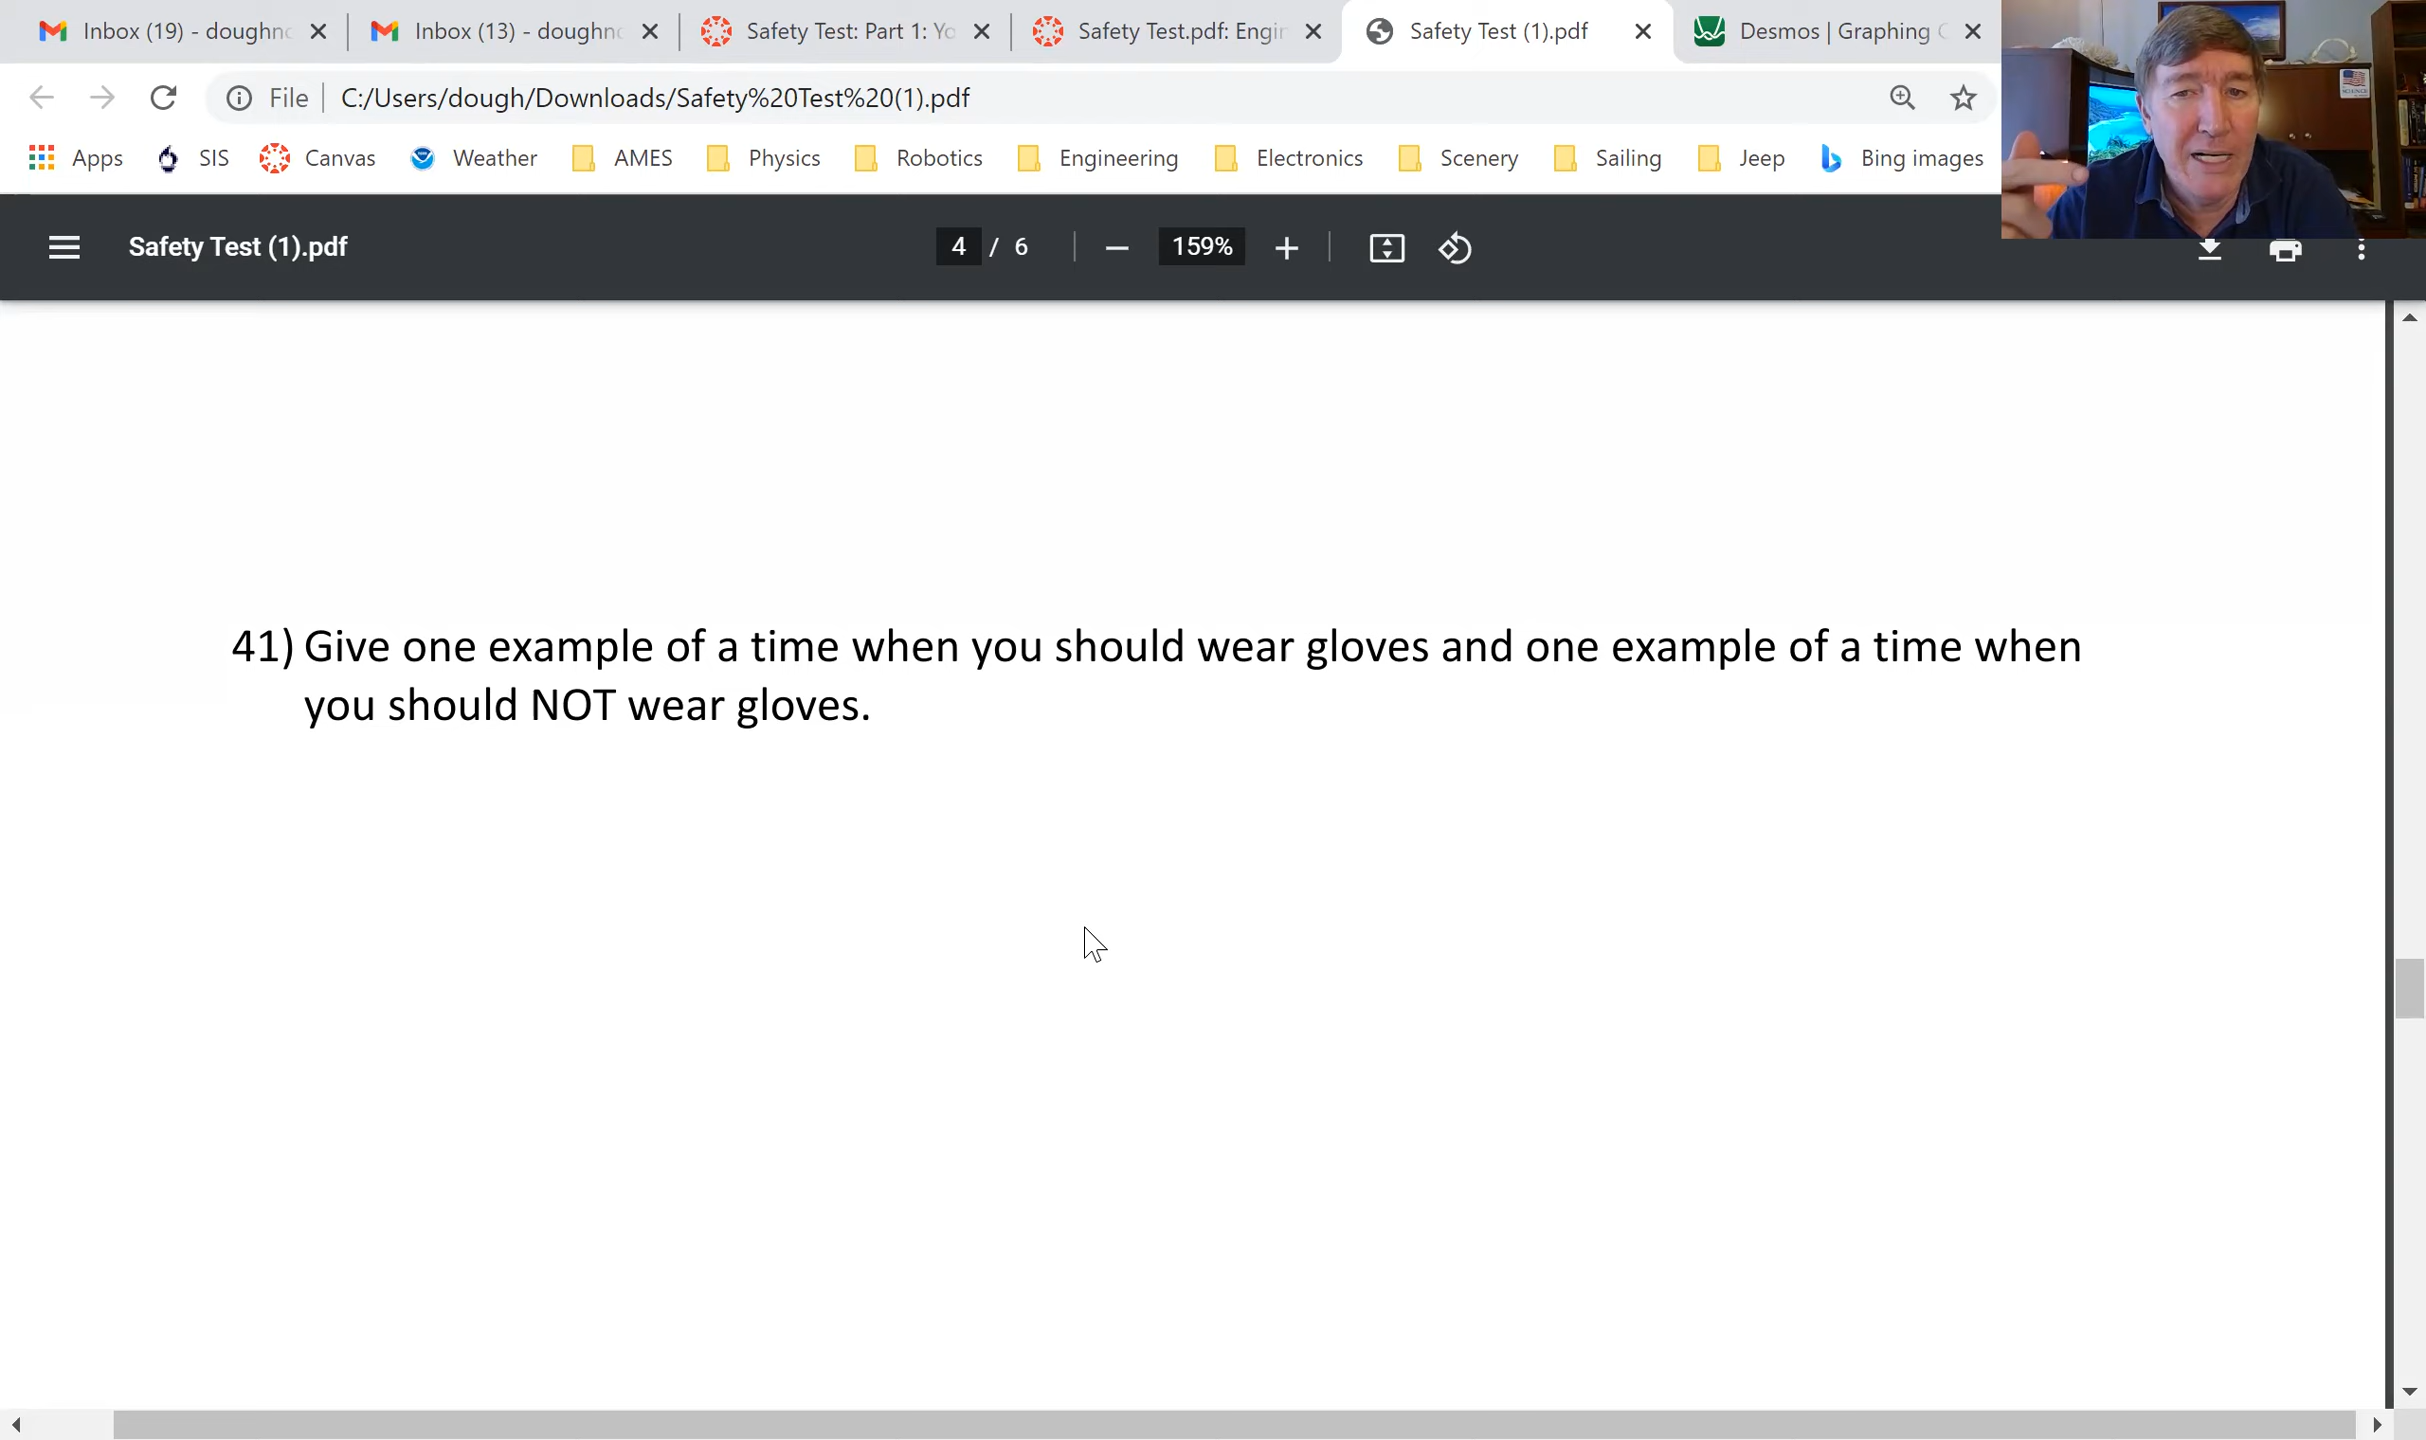 Inbox (19) - doughno
Inbox (13) - doughno
Safety Test: Part 1: Yo
Safety Test.pdf: Engin
Safety Test (1).pdf
Desmos | Graphing C
File
C:/Users/dough/Downloads/Safety%20Test%20(1).pdf
Apps SIS Canvas Weather AMES Physics Robotics Engineering Electronics Scenery Sailing Jeep Bing images
Safety Test (1).pdf
4 / 6
159%
41) Give one example of a time when you should wear gloves and one example of a time when
you should NOT wear gloves.